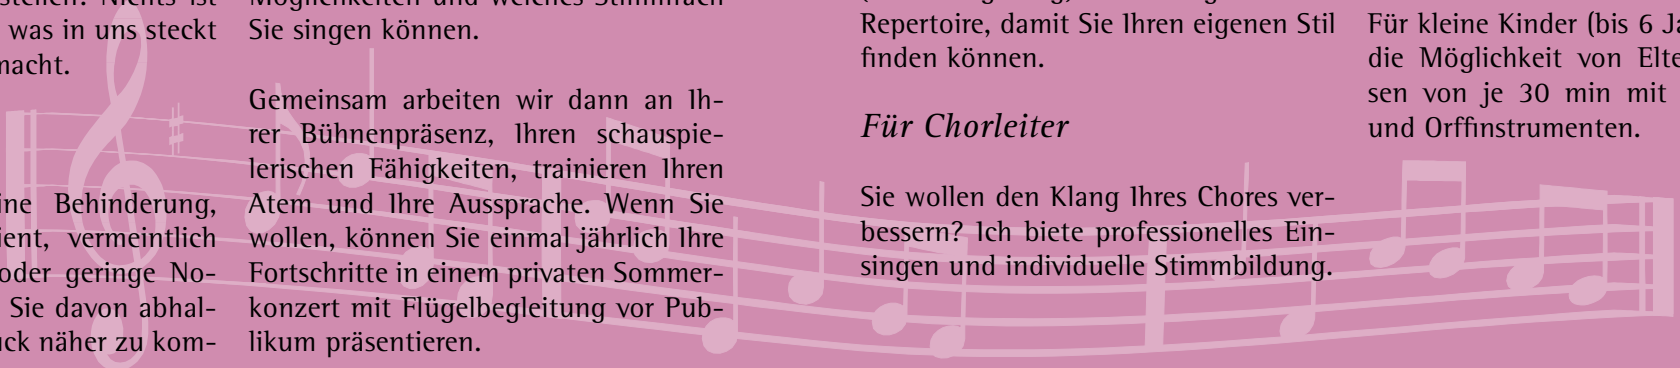 was in uns steckt
macht.
Behinderung,
vermeintlich
oder geringe No-
Sie davon abhal-
näher zu kom-
Möglichkeiten und welches Stimmfach
Sie singen können.
Gemeinsam arbeiten wir dann an Ih-
rer Bühnenpräsenz, Ihren schauspie-
lerischen Fähigkeiten, trainieren Ihren
Atem und Ihre Aussprache. Wenn Sie
wollen, können Sie einmal jährlich Ihre
Fortschritte in einem privaten Sommer-
konzert mit Flügelbegleitung vor Pub-
likum präsentieren.
Repertoire, damit Sie Ihren eigenen Stil
finden können.
Für Chorleiter
Sie wollen den Klang Ihres Chores ver-
bessern? Ich biete professionelles Ein-
singen und individuelle Stimmbildung.
Für kleine Kinder (bis 6
die Möglichkeit von
sen von je 30 min mit
und Orffinstrumenten.